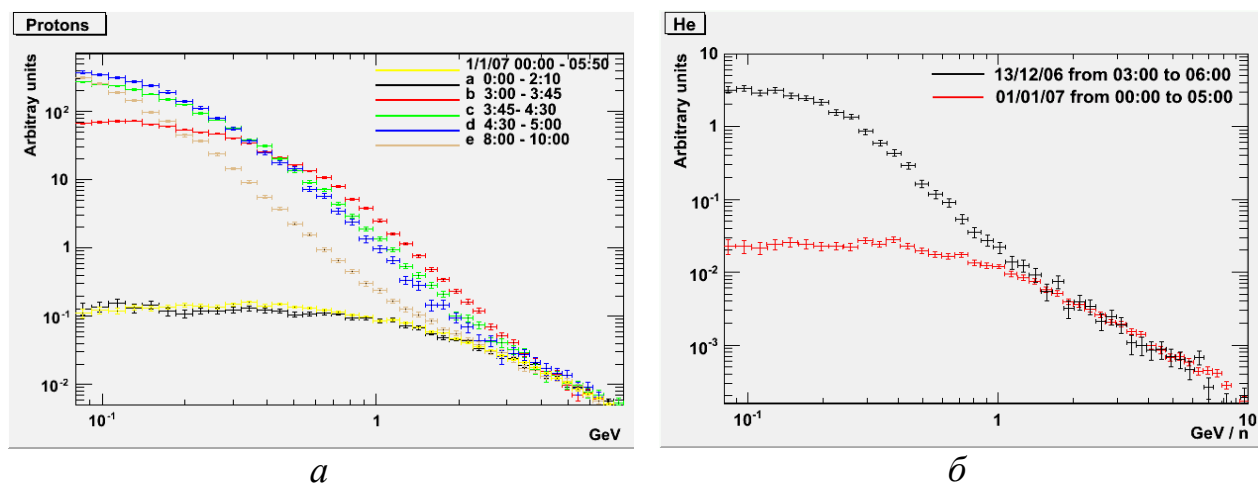 Protons
Arbitray units
10²
10
1
10⁻¹
10⁻²
1/1/07 00:00 - 05:50
a 0:00 - 2:10
b 3:00 - 3:45
c 3:45- 4:30
d 4:30 - 5:00
e 8:00 - 10:00
10⁻¹
1
GeV
а
He
Arbitrary units
10
1
10⁻¹
10⁻²
10⁻³
13/12/06 from 03:00 to 06:00
01/01/07 from 00:00 to 05:00
10⁻¹
1
10
GeV / n
б